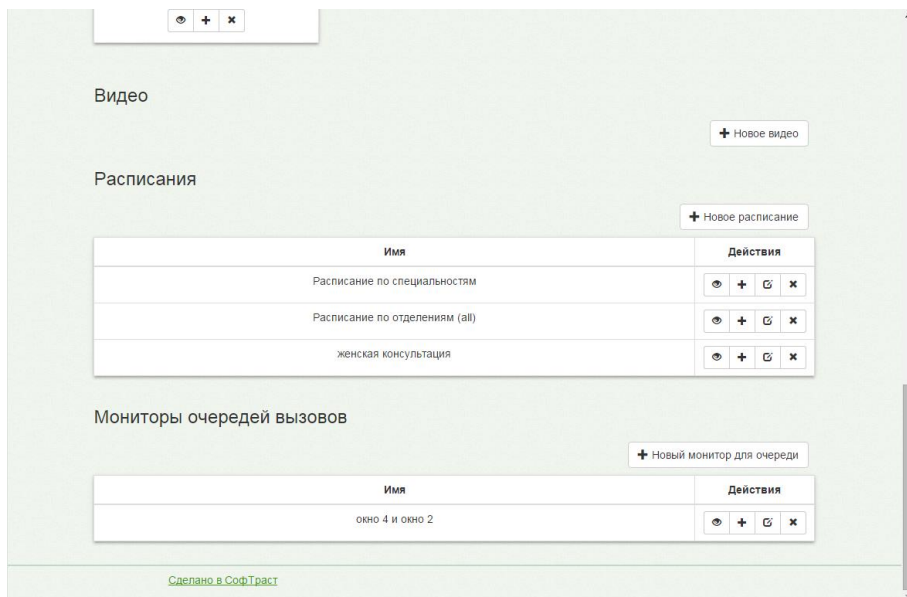 Видео
Новое видео
Расписания
Новое расписание
Имя Действия
Расписание по специальностям
Расписание по отделениям (all)
женская консультация
Мониторы очередей вызовов
Новый монитор для очереди
Имя Действия
окно 4 и окно 2
Сделано в СофТраст